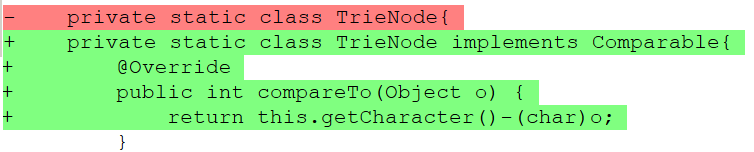 -    private static class TrieNode{
+    private static class TrieNode implements Comparable{
+        @Override
+        public int compareTo(Object o) {
+            return this.getCharacter()-(char)o;
         }